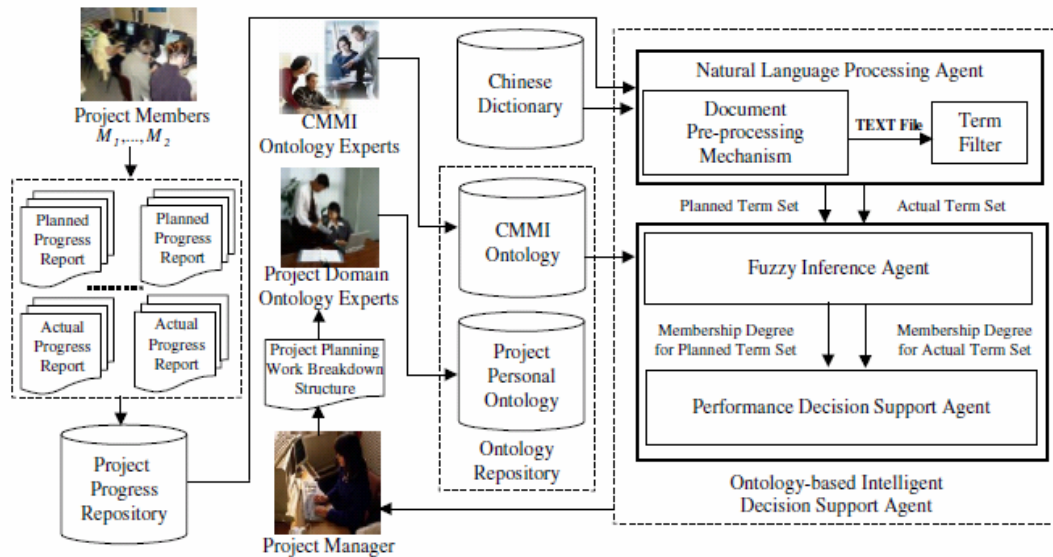 Project Members
M1,...,M2
Planned
Progress
Report
Planned
Progress
Report
Actual
Progress
Report
Actual
Progress
Report
Project
Progress
Repository
CMMI
Ontology Experts
Project Domain
Ontology Experts
Project Planning
Work Breakdown
Structure
Project Manager
Chinese
Dictionary
CMMI
Ontology
Project
Personal
Ontology
Ontology
Repository
Natural Language Processing Agent
Document
Pre-processing
Mechanism
TEXT File
Term
Filter
Planned Term Set
Actual Term Set
Fuzzy Inference Agent
Membership Degree
for Planned Term Set
Membership Degree
for Actual Term Set
Performance Decision Support Agent
Ontology-based Intelligent
Decision Support Agent